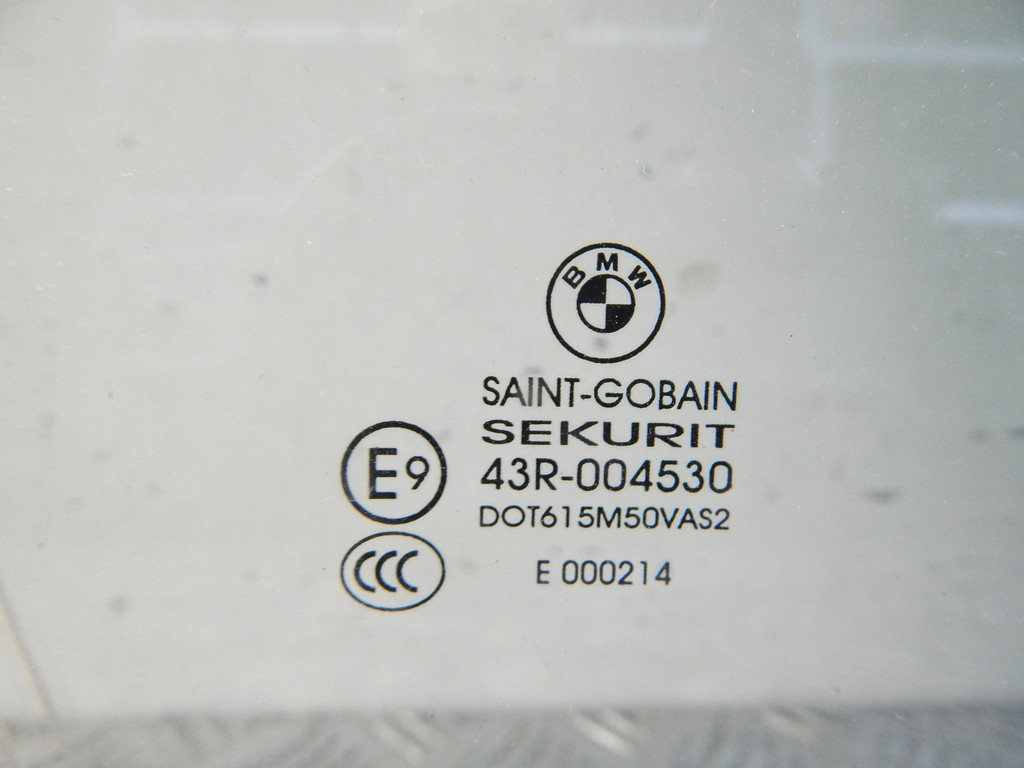 BMW
SAINT-GOBAIN
SEKURIT
E9 43R-004530
DOT615M50VAS2
CCC E 000214